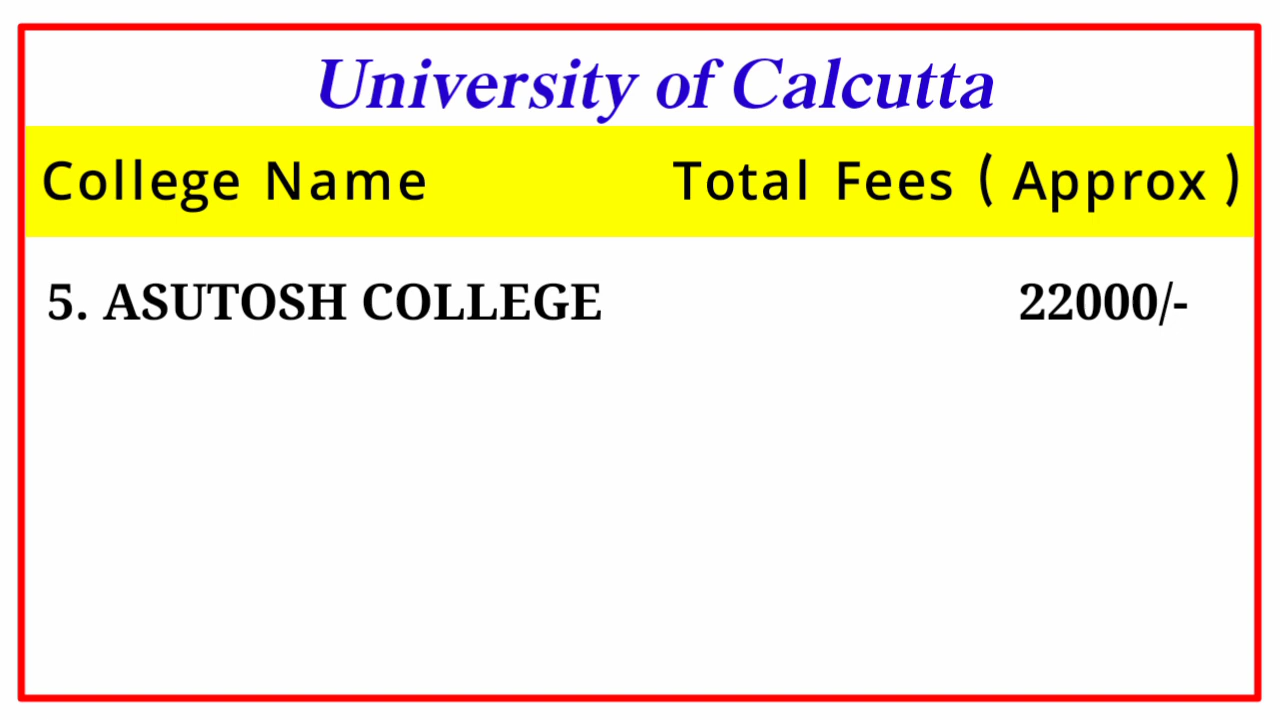 University of Calcutta
College Name Total Fees ( Approx )
5. ASUTOSH COLLEGE 22000/-